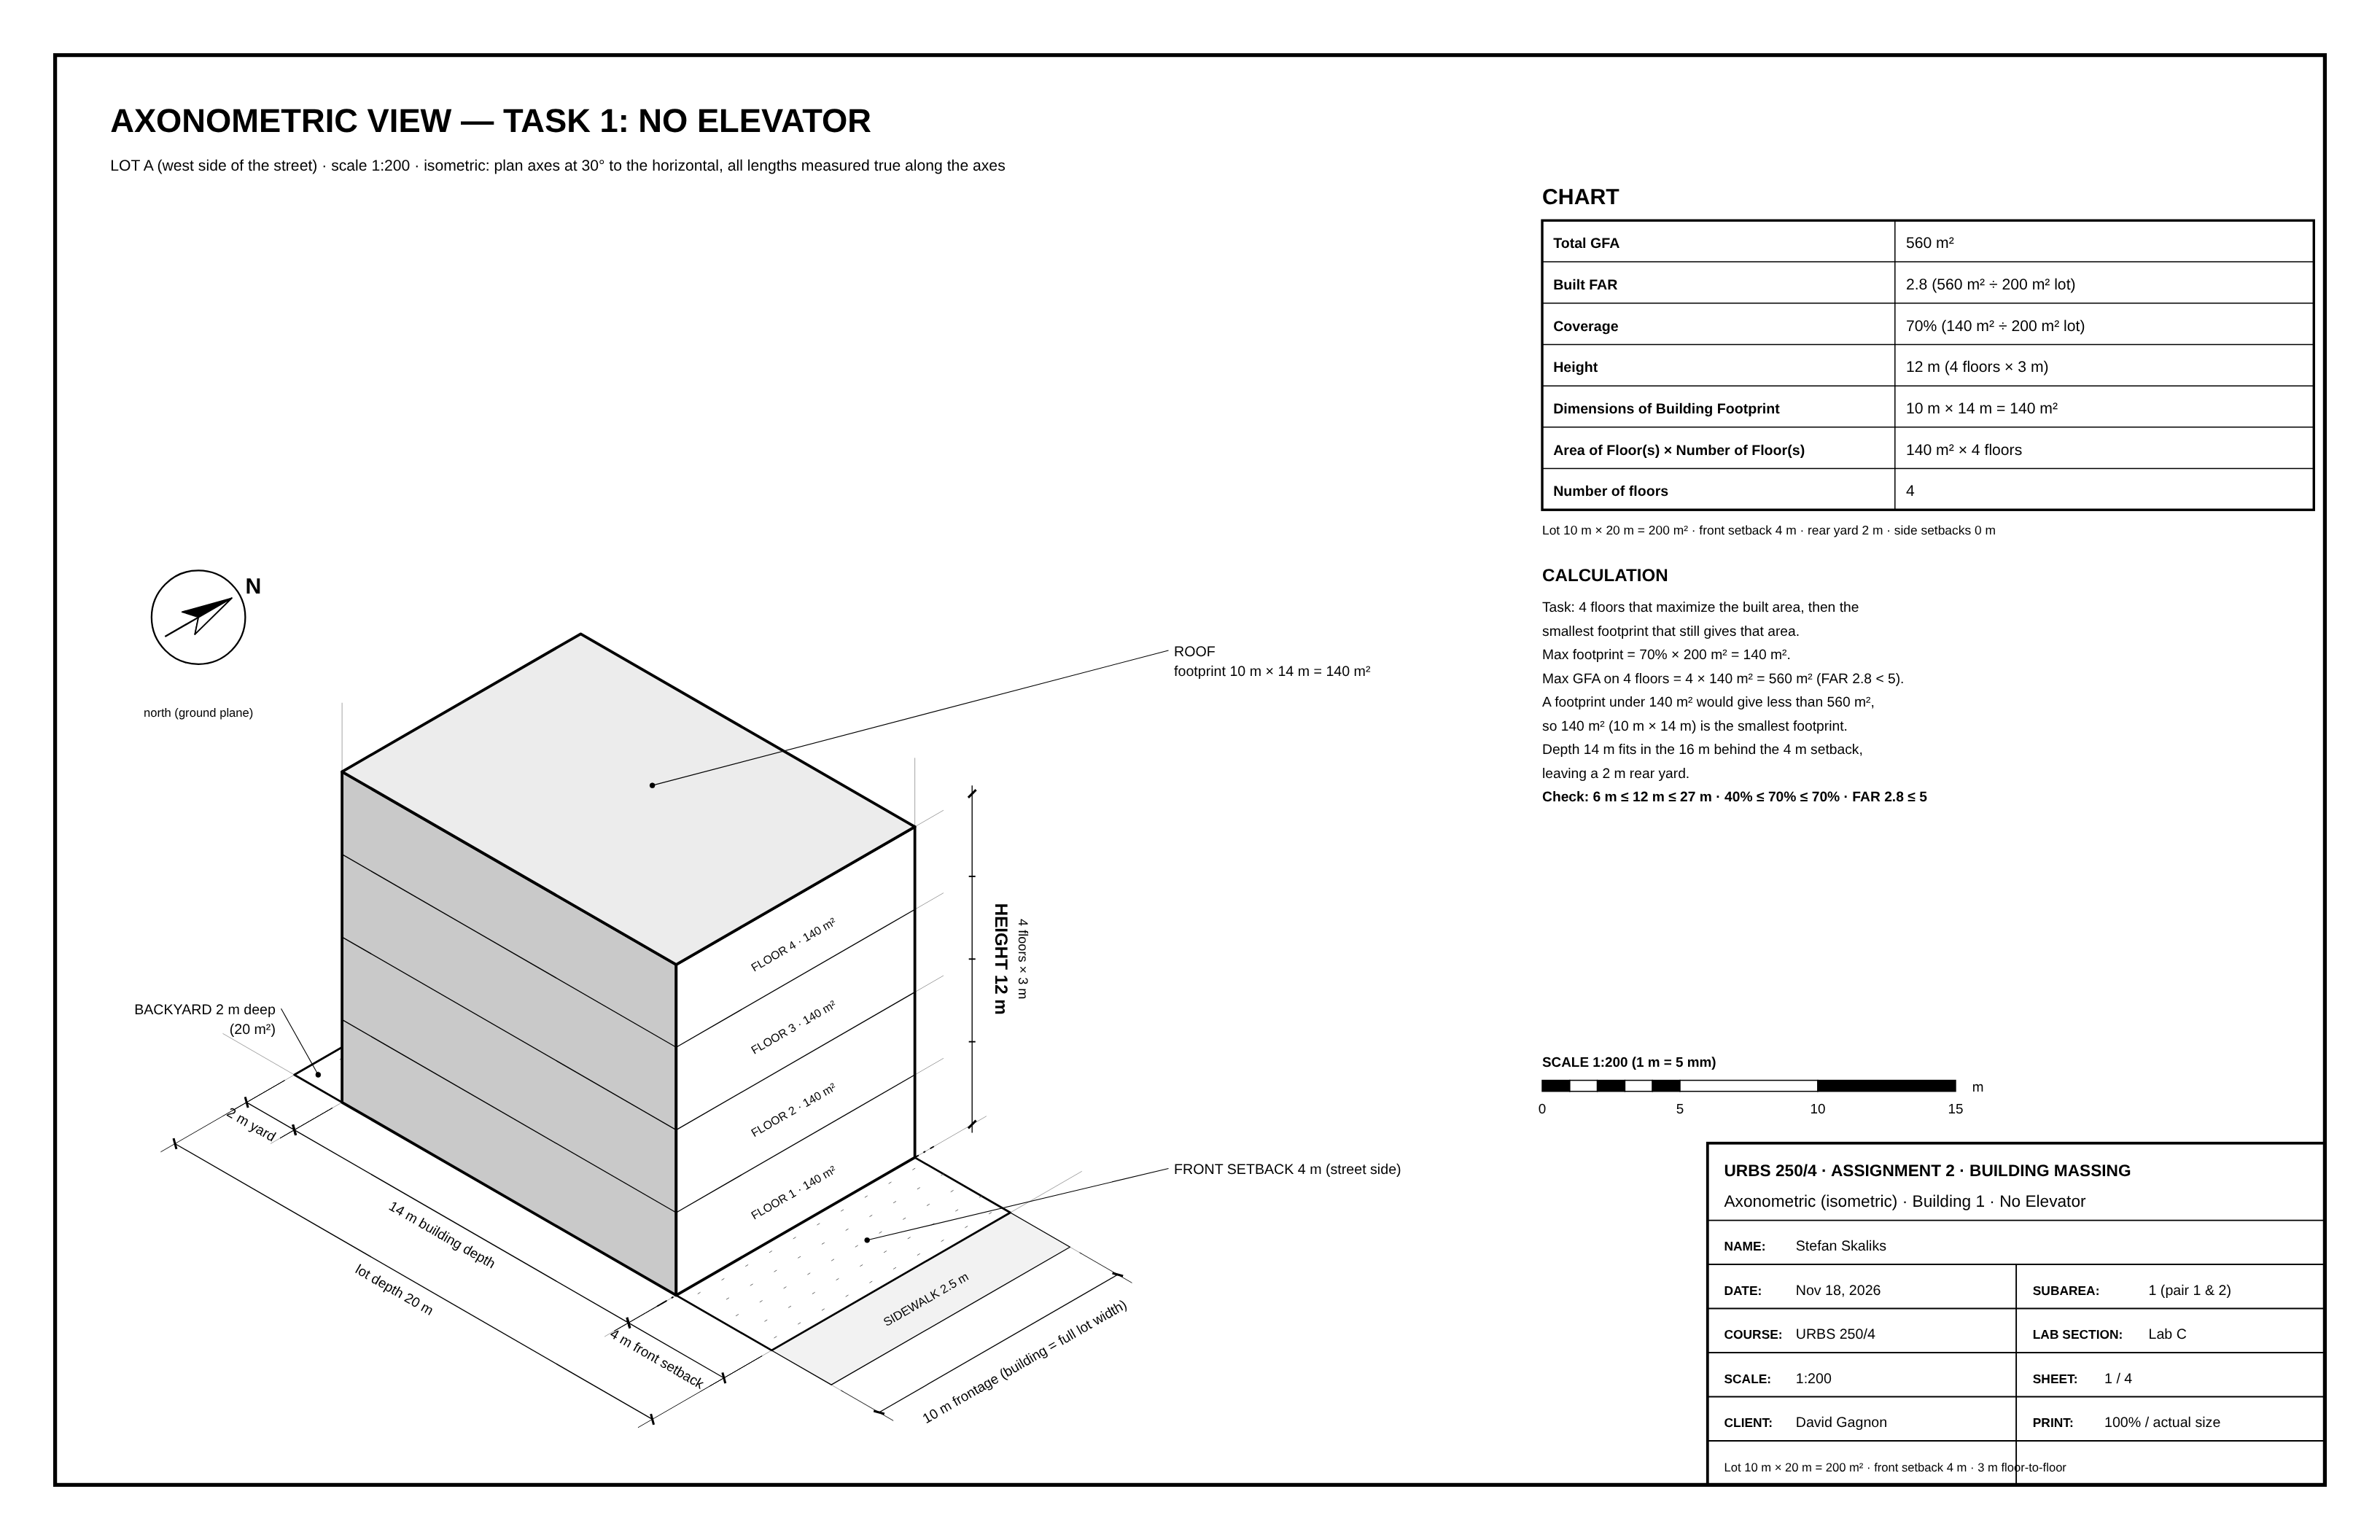 AXONOMETRIC VIEW — TASK 1: NO ELEVATOR
LOT A (west side of the street) · scale 1:200 · isometric: plan axes at 30° to the horizontal, all lengths measured true along the axes
CHART
Total GFA 560 m²
Built FAR 2.8 (560 m² ÷ 200 m² lot)
Coverage 70% (140 m² ÷ 200 m² lot)
Height 12 m (4 floors × 3 m)
Dimensions of Building Footprint 10 m × 14 m = 140 m²
Area of Floor(s) × Number of Floor(s) 140 m² × 4 floors
Number of floors 4
Lot 10 m × 20 m = 200 m² · front setback 4 m · rear yard 2 m · side setbacks 0 m
CALCULATION
Task: 4 floors that maximize the built area, then the
smallest footprint that still gives that area.
Max footprint = 70% × 200 m² = 140 m².
Max GFA on 4 floors = 4 × 140 m² = 560 m² (FAR 2.8 < 5).
A footprint under 140 m² would give less than 560 m²,
so 140 m² (10 m × 14 m) is the smallest footprint.
Depth 14 m fits in the 16 m behind the 4 m setback,
leaving a 2 m rear yard.
Check: 6 m ≤ 12 m ≤ 27 m · 40% ≤ 70% ≤ 70% · FAR 2.8 ≤ 5
N
north (ground plane)
ROOF
footprint 10 m × 14 m = 140 m²
FLOOR 4 · 140 m²
FLOOR 3 · 140 m²
FLOOR 2 · 140 m²
FLOOR 1 · 140 m²
HEIGHT 12 m
4 floors × 3 m
BACKYARD 2 m deep
(20 m²)
2 m yard
14 m building depth
lot depth 20 m
4 m front setback
FRONT SETBACK 4 m (street side)
SIDEWALK 2.5 m
10 m frontage (building = full lot width)
SCALE 1:200 (1 m = 5 mm)
m
0 5 10 15
URBS 250/4 · ASSIGNMENT 2 · BUILDING MASSING
Axonometric (isometric) · Building 1 · No Elevator
NAME: Stefan Skaliks
DATE: Nov 18, 2026 SUBAREA: 1 (pair 1 & 2)
COURSE: URBS 250/4 LAB SECTION: Lab C
SCALE: 1:200 SHEET: 1 / 4
CLIENT: David Gagnon PRINT: 100% / actual size
Lot 10 m × 20 m = 200 m² · front setback 4 m · 3 m floor-to-floor